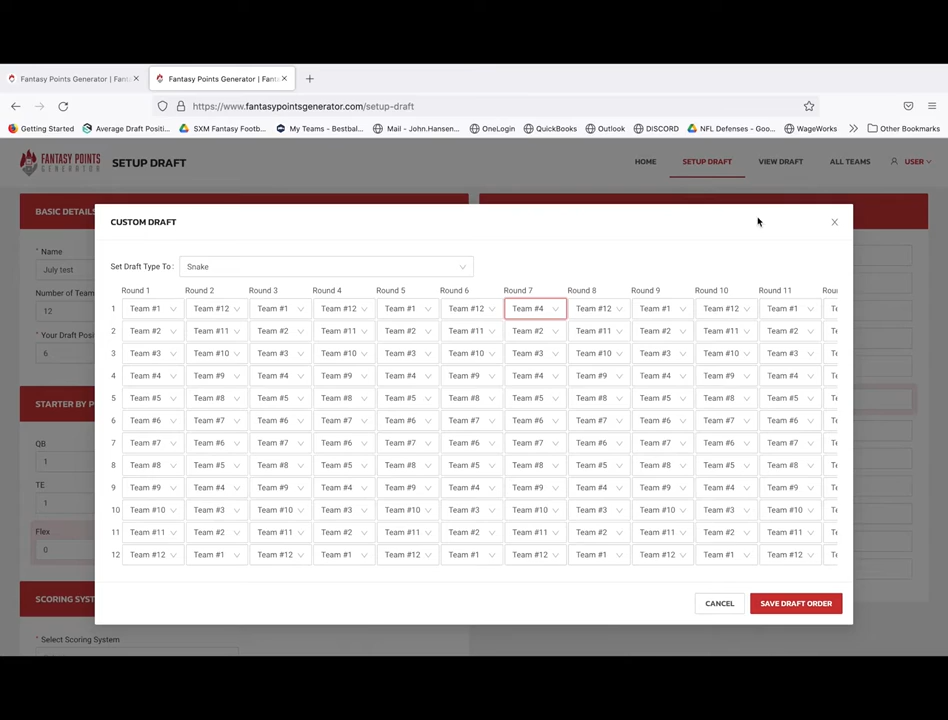 Fantasy Points Generator | Fant
Fantasy Points Generator | Fant
https://www.fantasypointsgenerator.com/setup-draft
Getting Started Average Draft Positi... SXM Fantasy Footb... My Teams - Bestbal... Mail - John.Hansen... OneLogin QuickBooks Outlook DISCORD NFL Defenses - Goo... WageWorks Other Bookmarks
FANTASY POINTS GENERATOR SETUP DRAFT HOME SETUP DRAFT VIEW DRAFT ALL TEAMS USER
BASIC DETAILS
CUSTOM DRAFT
* Name
July test
Number of Team
12
* Your Draft Posi
6
STARTER BY P
QB
1
TE
1
Flex
0
SCORING SYST
* Select Scoring System
Set Draft Type To: Snake
Round 1 Round 2 Round 3 Round 4 Round 5 Round 6 Round 7 Round 8 Round 9 Round 10 Round 11 Rou
1 Team #1 Team #12 Team #1 Team #12 Team #1 Team #12 Team #4 Team #12 Team #1 Team #12 Team #1 Te
2 Team #2 Team #11 Team #2 Team #11 Team #2 Team #11 Team #2 Team #11 Team #2 Team #11 Team #2 Te
3 Team #3 Team #10 Team #3 Team #10 Team #3 Team #10 Team #3 Team #10 Team #3 Team #10 Team #3 Te
4 Team #4 Team #9 Team #4 Team #9 Team #4 Team #9 Team #4 Team #9 Team #4 Team #9 Team #4 Te
5 Team #5 Team #8 Team #5 Team #8 Team #5 Team #8 Team #5 Team #8 Team #5 Team #8 Team #5 Te
6 Team #6 Team #7 Team #6 Team #7 Team #6 Team #7 Team #6 Team #7 Team #6 Team #7 Team #6 Te
7 Team #7 Team #6 Team #7 Team #6 Team #7 Team #6 Team #7 Team #6 Team #7 Team #6 Team #7 Te
8 Team #8 Team #5 Team #8 Team #5 Team #8 Team #5 Team #8 Team #5 Team #8 Team #5 Team #8 Te
9 Team #9 Team #4 Team #9 Team #4 Team #9 Team #4 Team #9 Team #4 Team #9 Team #4 Team #9 Te
10 Team #10 Team #3 Team #10 Team #3 Team #10 Team #3 Team #10 Team #3 Team #10 Team #3 Team #10 Te
11 Team #11 Team #2 Team #11 Team #2 Team #11 Team #2 Team #11 Team #2 Team #11 Team #2 Team #11 Te
12 Team #12 Team #1 Team #12 Team #1 Team #12 Team #1 Team #12 Team #1 Team #12 Team #1 Team #12 Te
CANCEL SAVE DRAFT ORDER